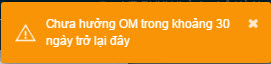 Chưa hưởng OM trong khoảng 30
ngày trở lại đây